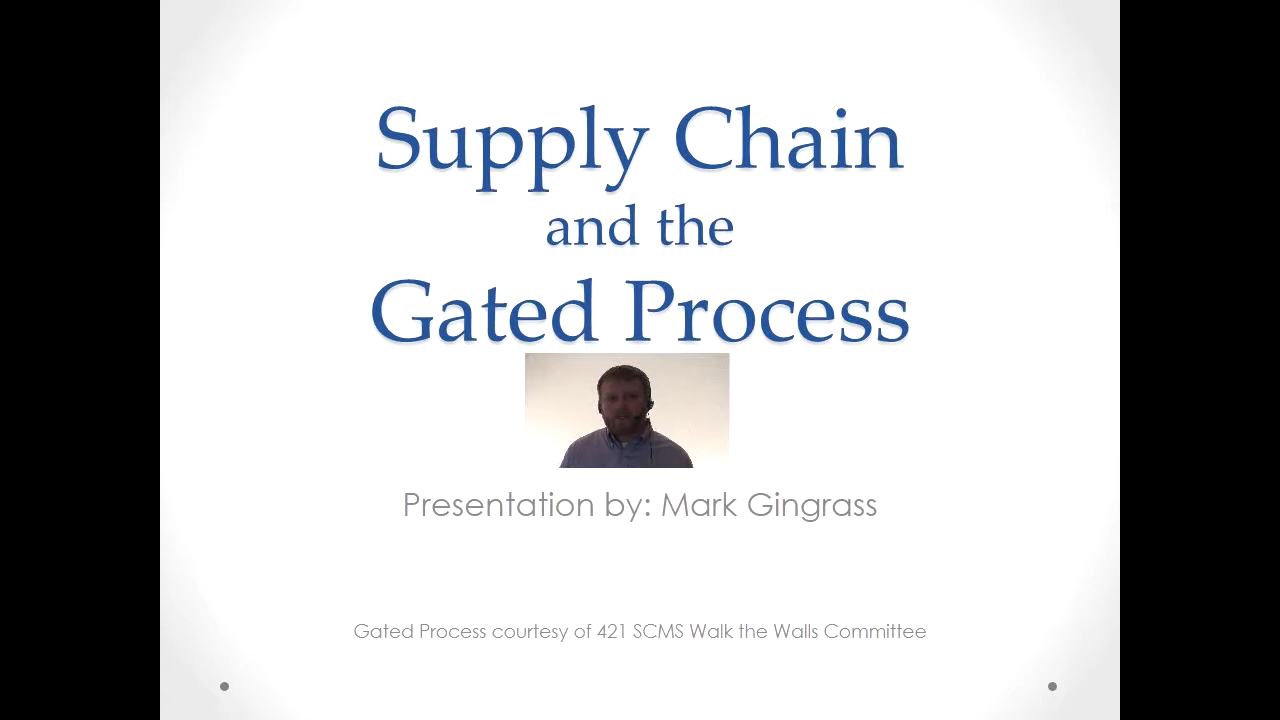 Supply Chain
and the
Gated Process
Presentation by: Mark Gingrass
Gated Process courtesy of 421 SCMS Walk the Walls Committee